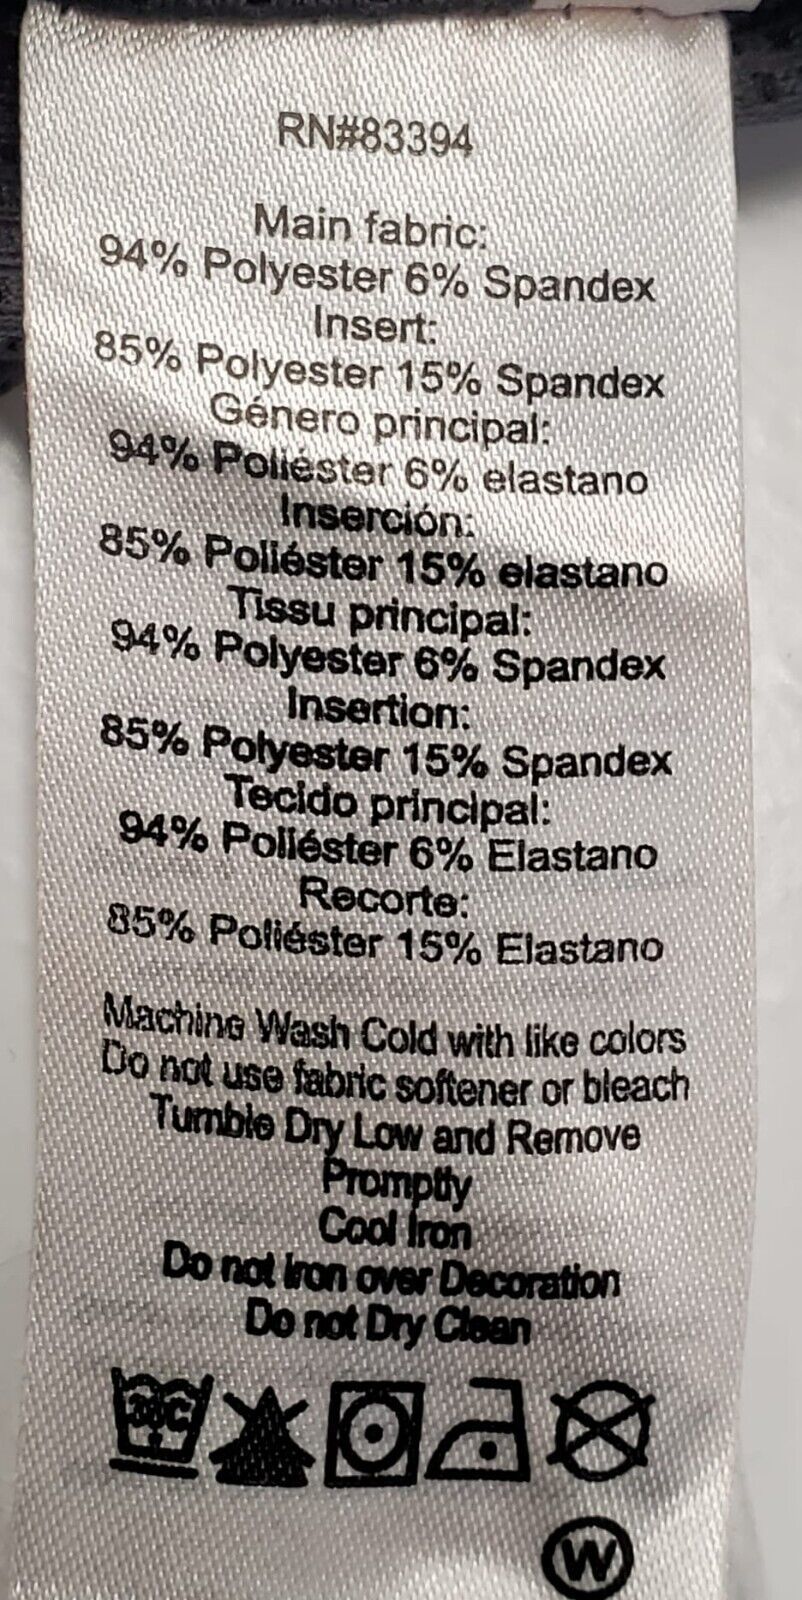 RN#83394
Main fabric:
94% Polyester 6% Spandex
Insert:
85% Polyester 15% Spandex
Género principal:
94% Poliéster 6% elastano
Inserción:
85% Poliéster 15% elastano
Tissu principal:
94% Polyester 6% Spandex
Insertion:
85% Polyester 15% Spandex
Tecido principal:
94% Poliéster 6% Elastano
Recorte:
85% Poliéster 15% Elastano
Machine Wash Cold with like colors
Do not use fabric softener or bleach
Tumble Dry Low and Remove
Promptly
Cool Iron
Do not Iron over Decoration
Do not Dry Clean
W